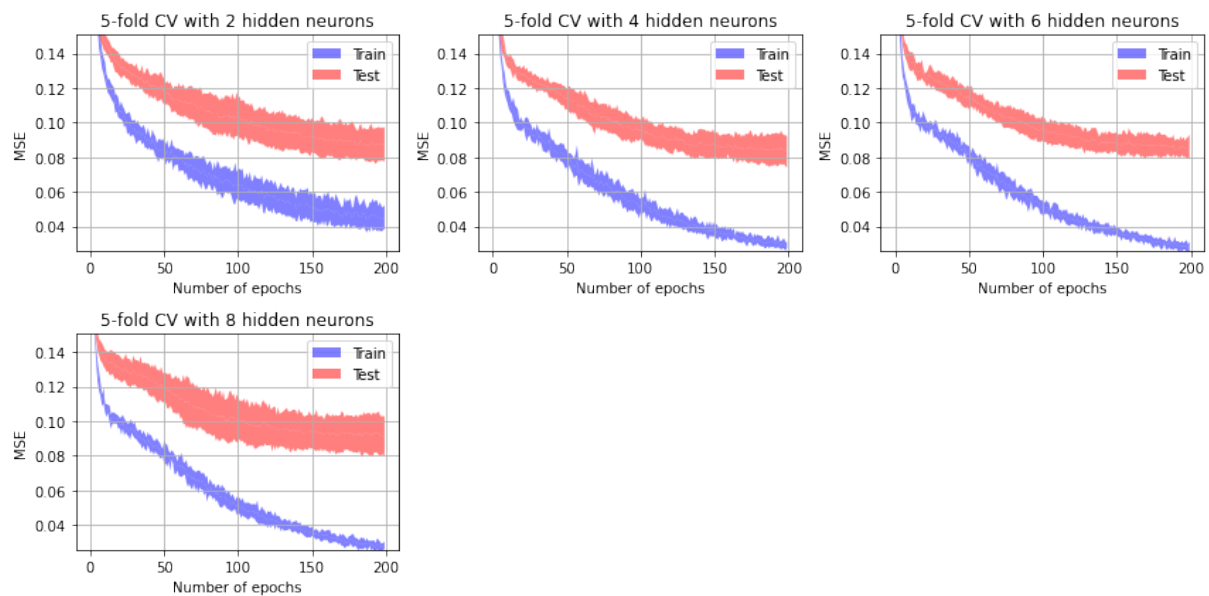 5-fold CV with 2 hidden neurons
0.14
0.12
0.10
0.08
0.06
0.04
MSE
Train
Test
0 50 100 150 200
Number of epochs
5-fold CV with 4 hidden neurons
0.14
0.12
0.10
0.08
0.06
0.04
MSE
Train
Test
0 50 100 150 200
Number of epochs
5-fold CV with 6 hidden neurons
0.14
0.12
0.10
0.08
0.06
0.04
MSE
Train
Test
0 50 100 150 200
Number of epochs
5-fold CV with 8 hidden neurons
0.14
0.12
0.10
0.08
0.06
0.04
MSE
Train
Test
0 50 100 150 200
Number of epochs